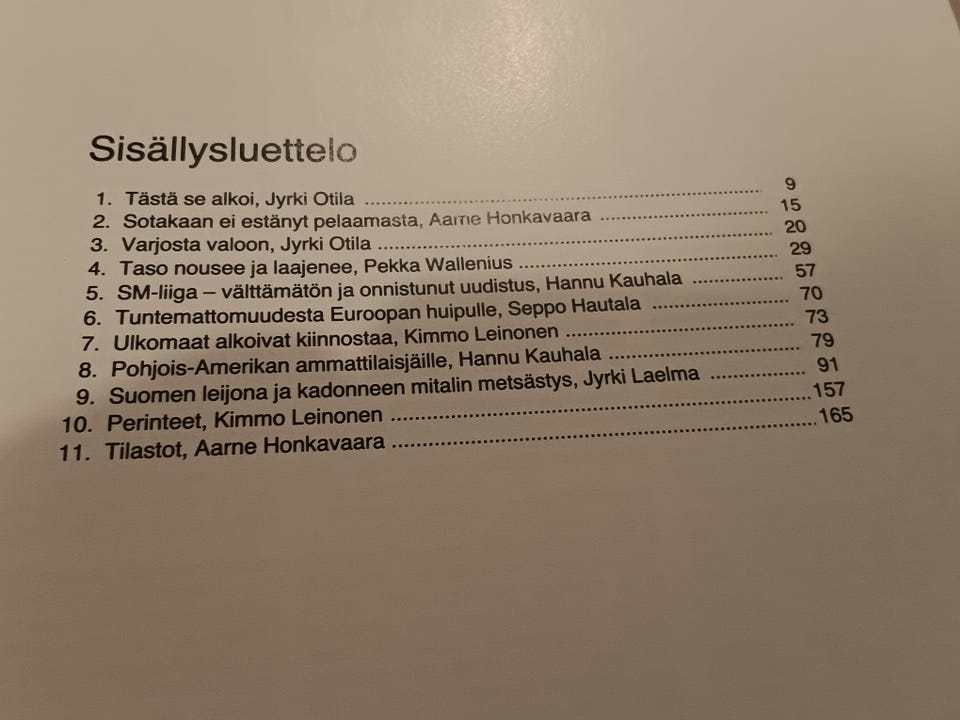 Sisällysluettelo
1. Tästä se alkoi, Jyrki Otila ........ 9
2. Sotakaan ei estänyt pelaamasta, Aarne Honkavaara ........ 15
3. Varjosta valoon, Jyrki Otila ........ 20
4. Taso nousee ja laajenee, Pekka Wallenius ........ 29
5. SM-liiga – välttämätön ja onnistunut uudistus, Hannu Kauhala ........ 57
6. Tuntemattomuudesta Euroopan huipulle, Seppo Hautala ........ 70
7. Ulkomaat alkoivat kiinnostaa, Kimmo Leinonen ........ 73
8. Pohjois-Amerikan ammattilaisjäille, Hannu Kauhala ........ 79
9. Suomen leijona ja kadonneen mitalin metsästys, Jyrki Laelma ........ 91
10. Perinteet, Kimmo Leinonen ........ 157
11. Tilastot, Aarne Honkavaara ........ 165